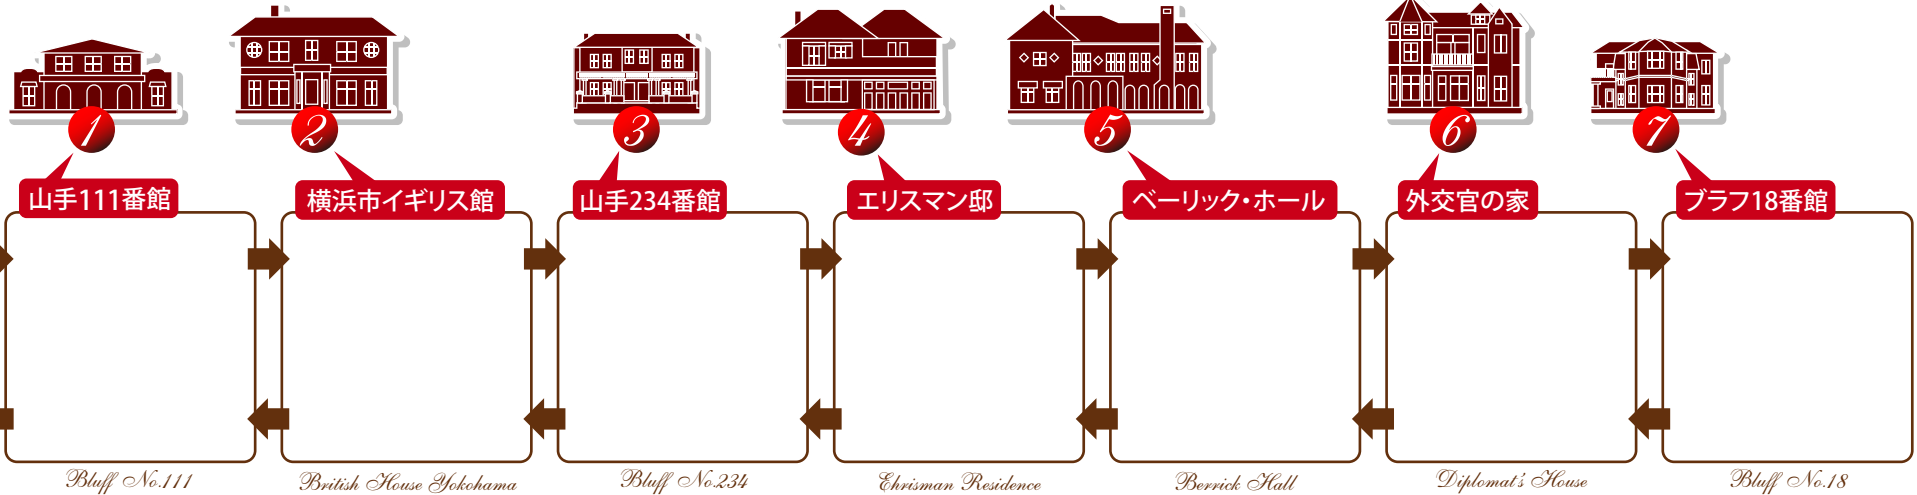 1
2
3
4
5
6
7
山手111番館
横浜市イギリス館
山手234番館
エリスマン邸
ベーリック・ホール
外交官の家
ブラフ18番館
Bluff No.111
British House Yokohama
Bluff No.234
Ehrisman Residence
Berrick Hall
Diplomat's House
Bluff No.18